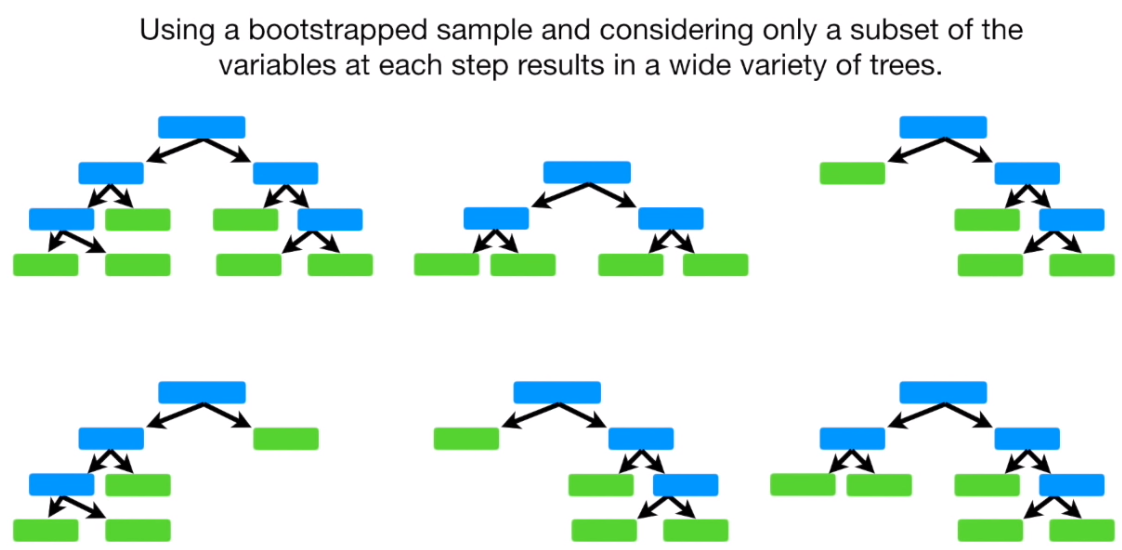 Using a bootstrapped sample and considering only a subset of the
variables at each step results in a wide variety of trees.